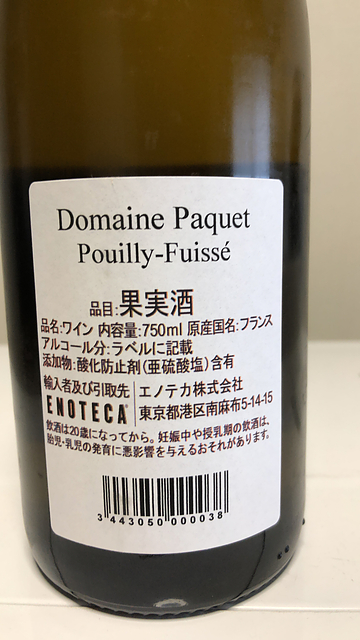 Domaine Paquet
Pouilly-Fuissé
品目:果実酒
品名:ワイン 内容量:750ml 原産国名:フランス
アルコール分:ラベルに記載
添加物:酸化防止剤(亜硫酸塩)含有
輸入者及び引取先 エノテカ株式会社
ENOTECA 東京都港区南麻布5-14-15
飲酒は20歳になってから。妊娠中や授乳期の飲酒は、
胎児・乳児の発育に悪影響を与えるおそれがあります。
3 443050 000038